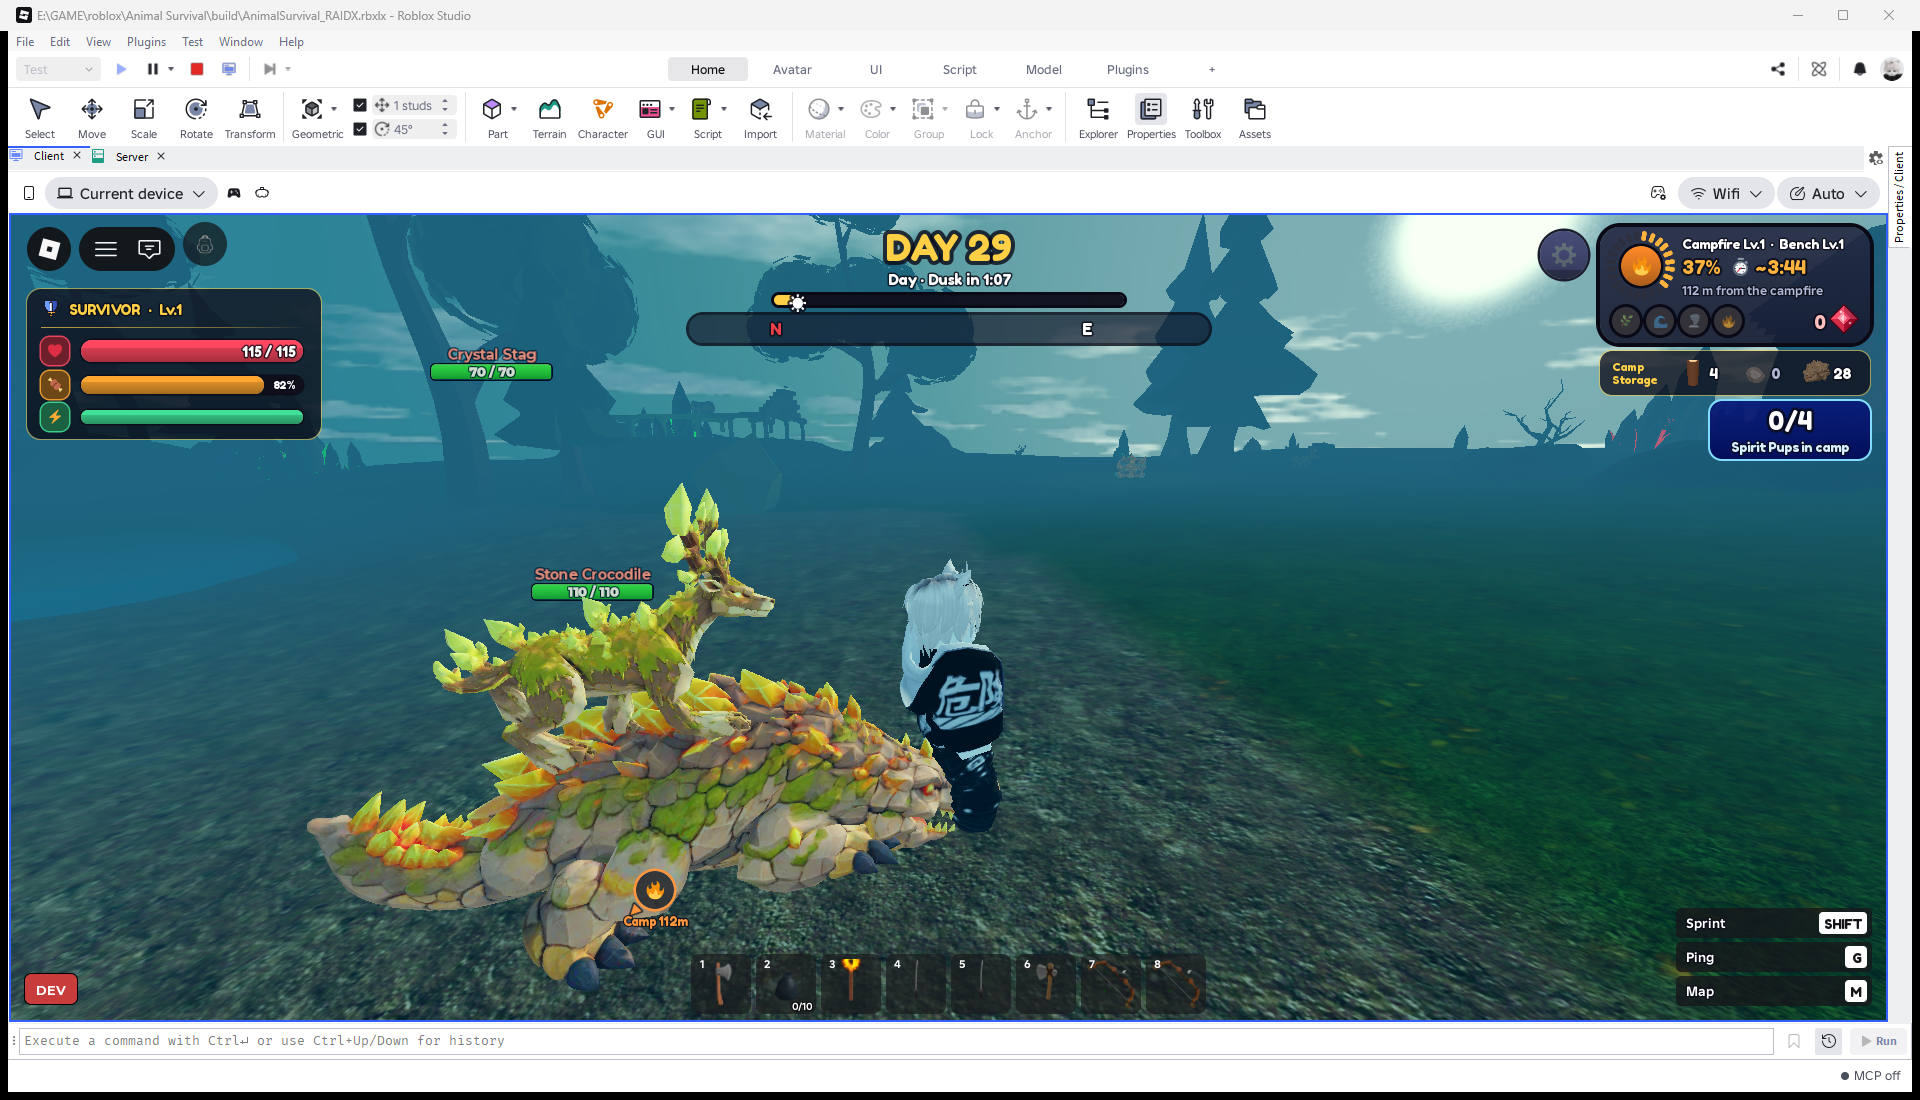 E:\GAME\roblox\Animal Survival\build\AnimalSurvival_RAIDX.rbxlx - Roblox Studio
File Edit View Plugins Test Window Help
Test
Home Avatar UI Script Model Plugins +
1 studs
45°
Select Move Scale Rotate Transform Geometric Part Terrain Character GUI Script Import Material Color Group Lock Anchor Explorer Properties Toolbox Assets
Client Server
Properties / Client
Current device
Wifi
Auto
DAY 29
Day · Dusk in 1:07
N E
SURVIVOR · Lv.1
115 / 115
82%
Campfire Lv.1 · Bench Lv.1
37% ~3:44
112 m from the campfire
0
Camp
Storage
4 0 28
0/4
Spirit Pups in camp
Crystal Stag
70 / 70
Stone Crocodile
110 / 110
危険
Camp 112m
Sprint SHIFT
Ping G
Map M
DEV
1 2 3 4 5 6 7 8
0/10
Execute a command with Ctrl↵ or use Ctrl+Up/Down for history
Run
MCP off